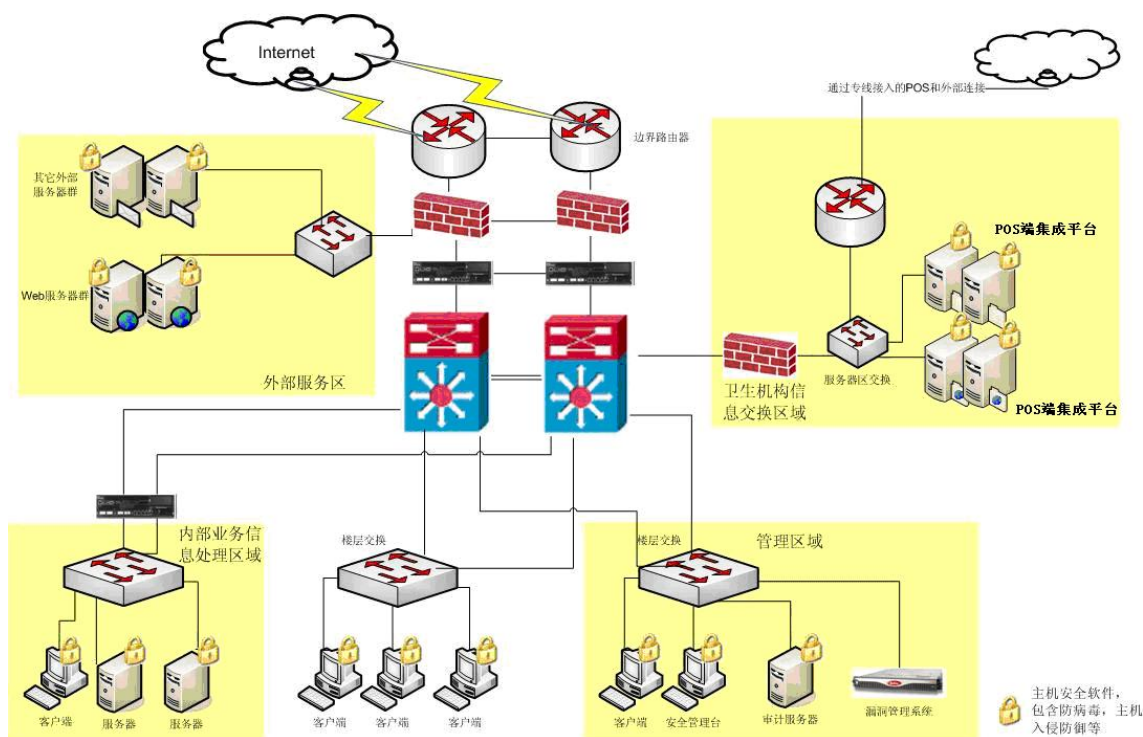 Internet
通过专线接入的POS和外部连接
边界路由器
其它外部
服务器群
Web服务器群
外部服务区
POS端集成平台
服务器区交换
POS端集成平台
卫生机构信
息交换区域
内部业务信
息处理区域
楼层交换
楼层交换
管理区域
客户端
服务器
服务器
客户端
客户端
客户端
客户端
安全管理台
审计服务器
漏洞管理系统
主机安全软件,
包含防病毒,主机
入侵防御等